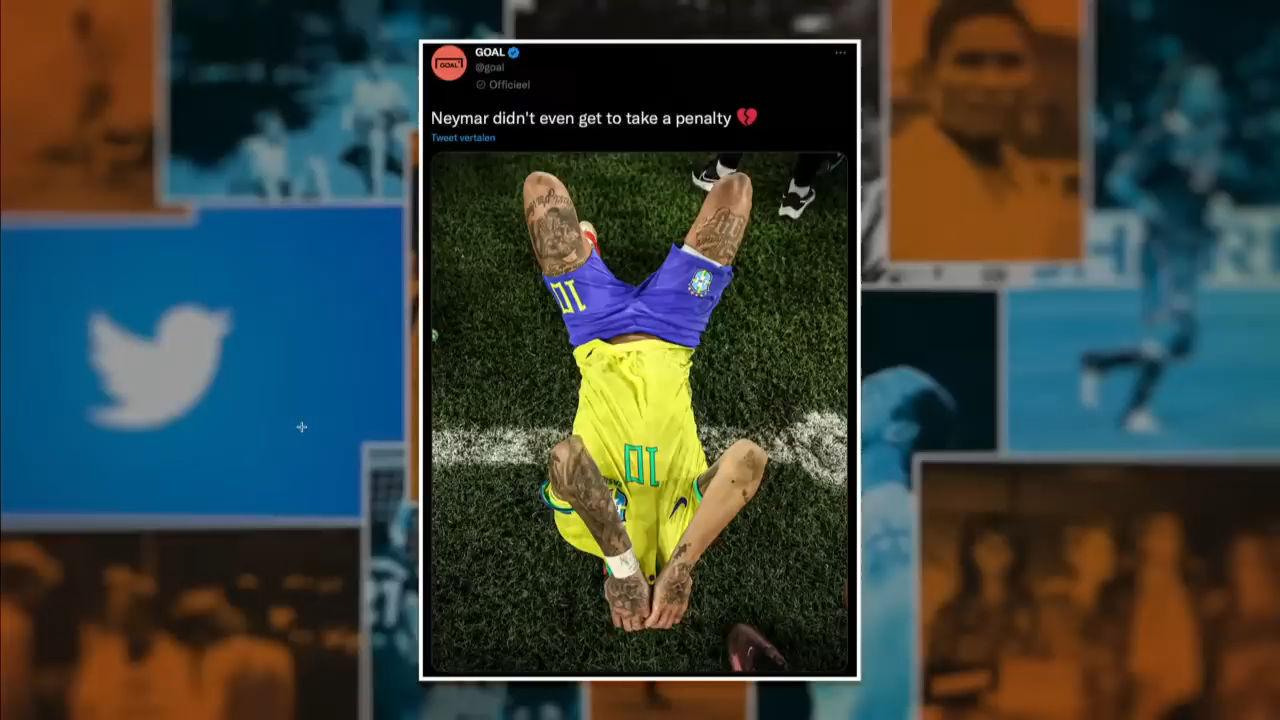 GOAL
GOAL
@goal
Officieel
Neymar didn't even get to take a penalty
Tweet vertalen
10
10